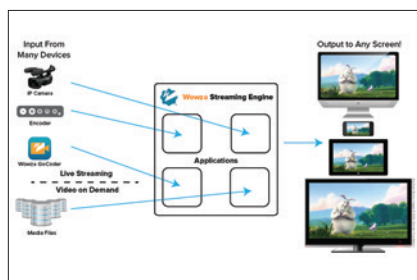 Input From
Many Devices
IP Camera
Encoder
Wowza GoCoder
Live Streaming
Video on Demand
Media Files
Wowza Streaming Engine
Applications
Output to Any Screen!